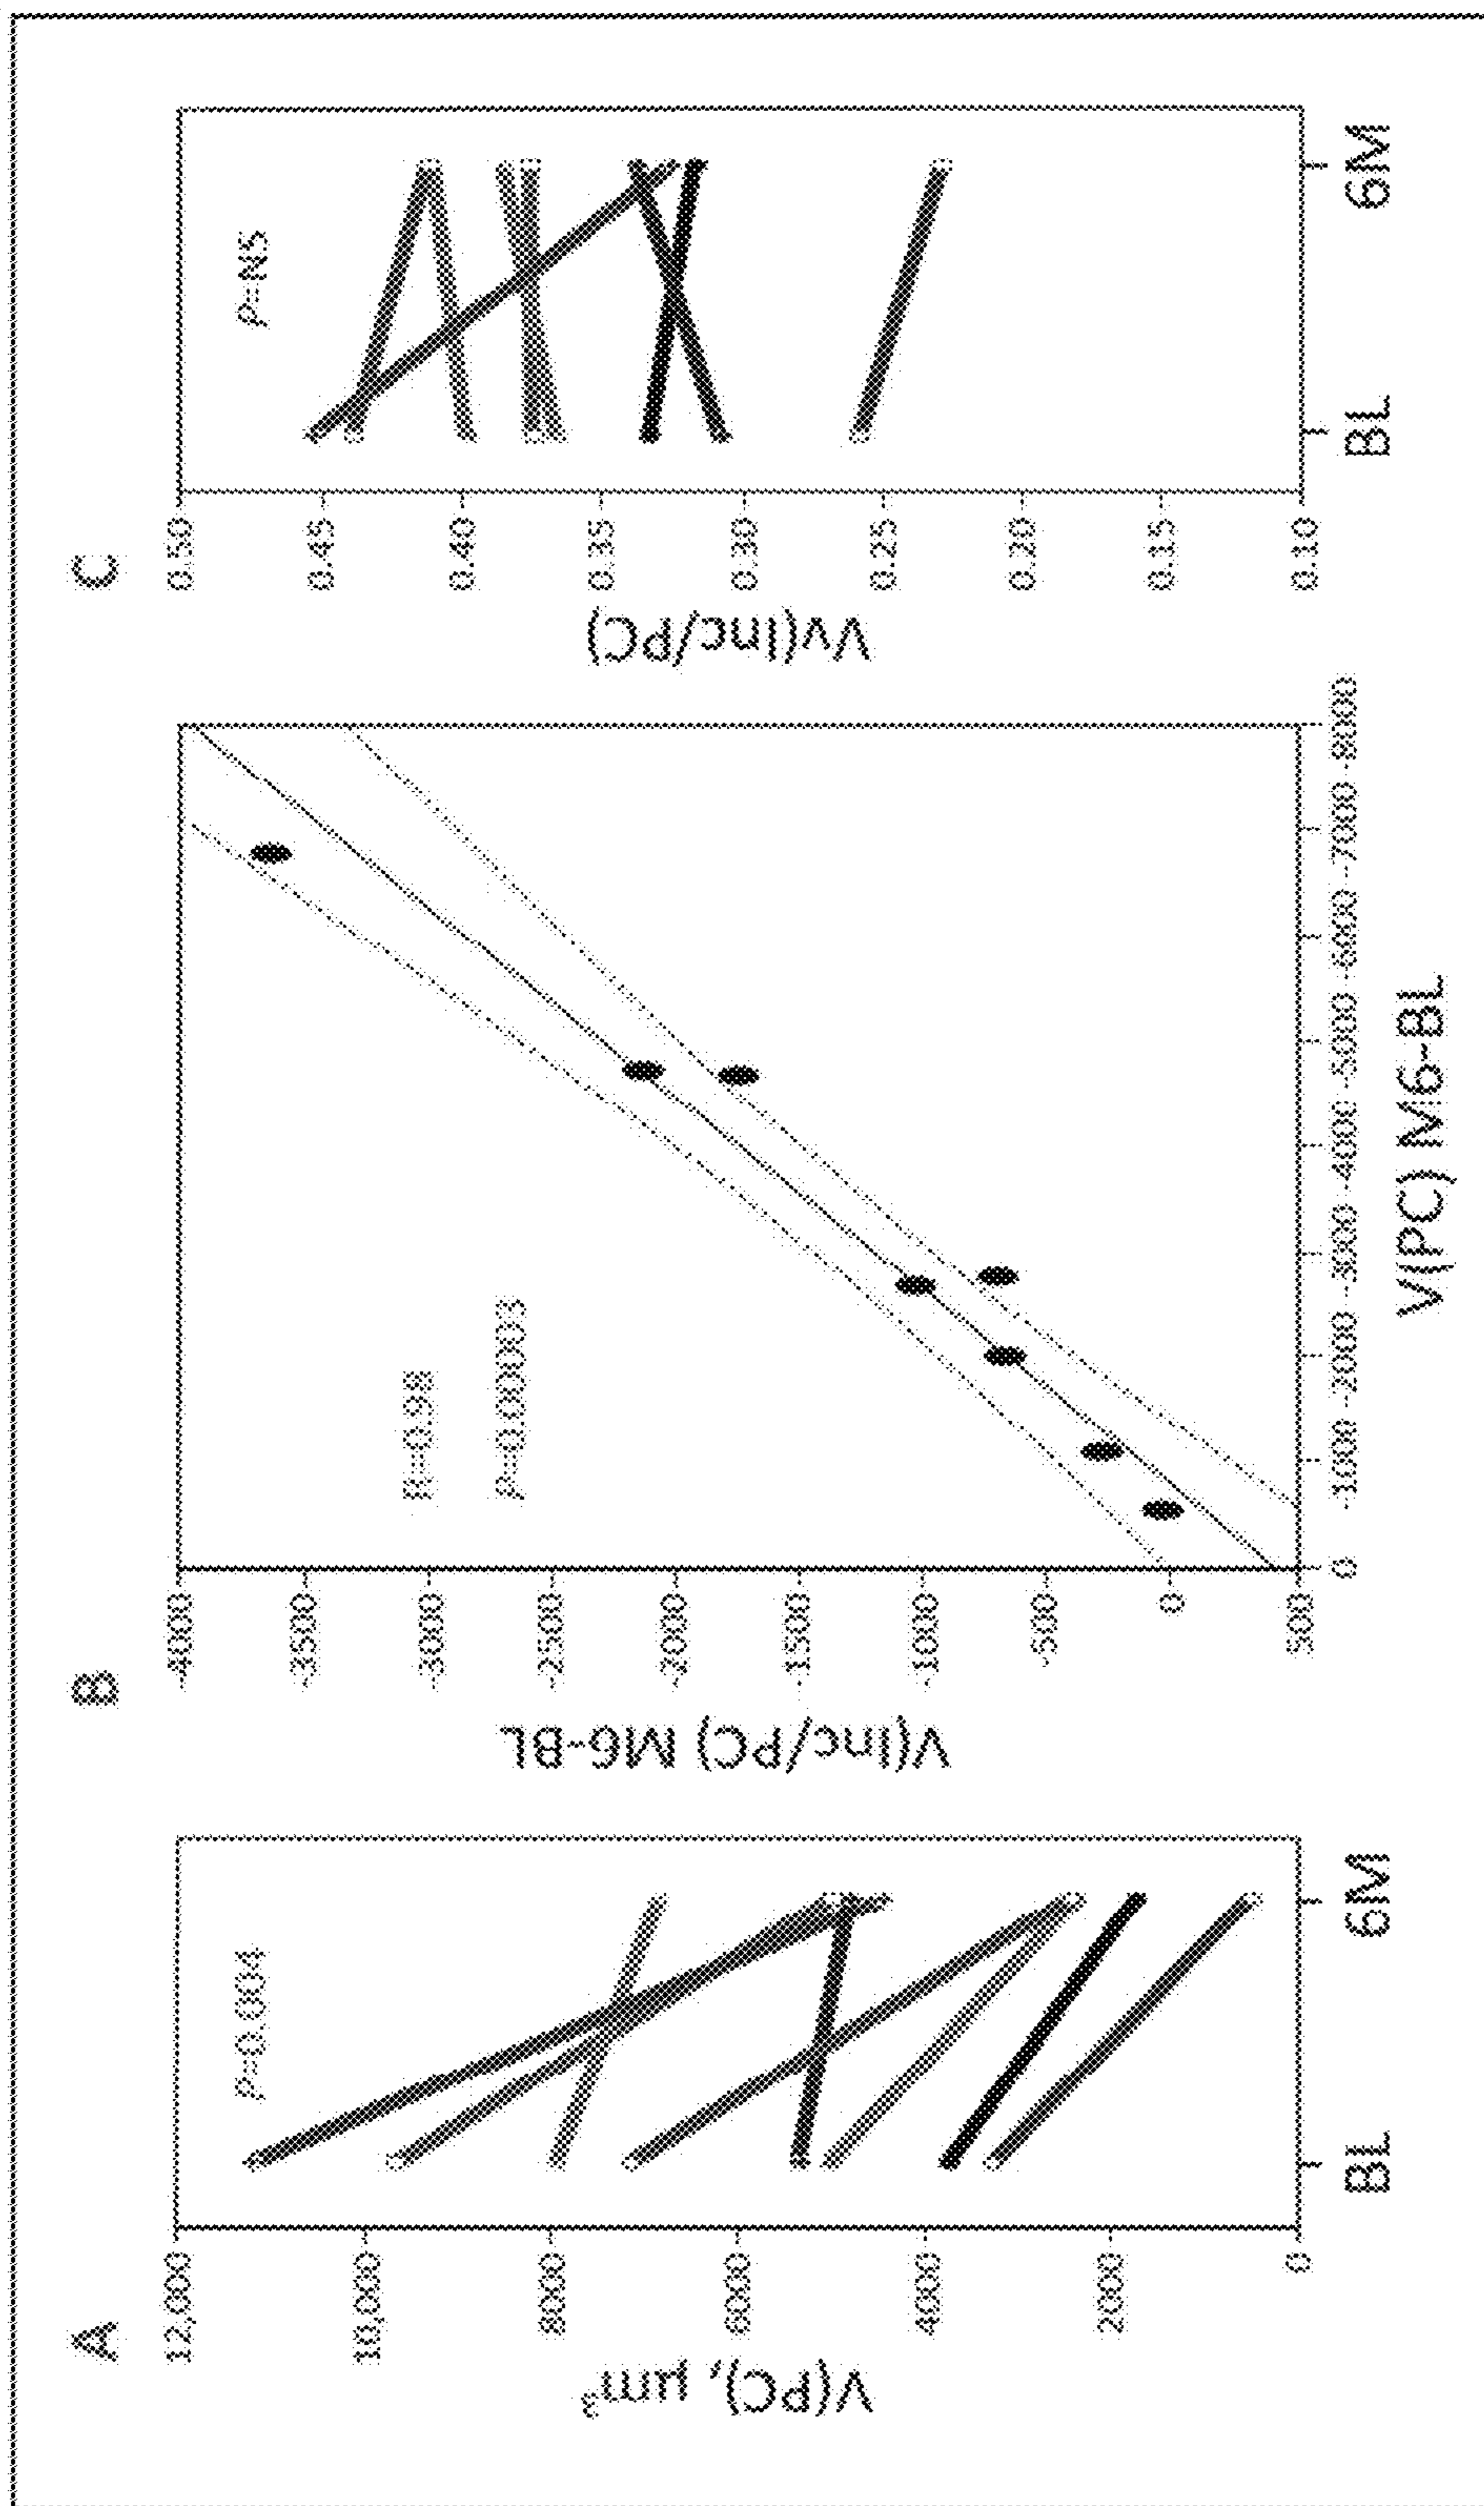 A
V(PC), μm³
12,000
10,000
8000
6000
4000
2000
0
P=0.004
BL
6M
B
V(Inc/PC) M6-BL
-4000
-3500
-3000
-2500
-2000
-1500
-1000
-500
0
500
R=0.98
P=0.00003
0 -1000 -2000 -3000 -4000 -5000 -6000 -7000 -8000
V(PC) M6-BL
C
Vv(Inc/PC)
0.50
0.45
0.40
0.35
0.30
0.25
0.20
0.15
0.10
P=NS
BL
6M